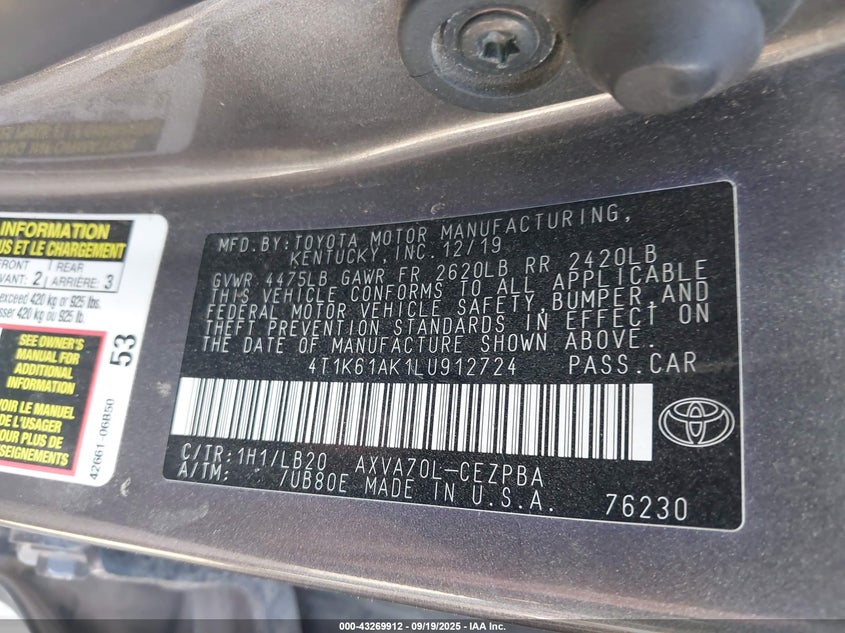 INFORMATION
US ET LE CHARGEMENT
FRONT
VANT: 2
REAR
ARRIÈRE: 3
exceed 420 kg or 925 lbs.
sser 420 kg ou 925 lb.
SEE OWNER'S
MANUAL FOR
ADDITIONAL
INFORMATION
OIR LE MANUEL
DE L'USAGER
OUR PLUS DE
SEIGNEMENTS
53
42661-06B50
MFD. BY: TOYOTA MOTOR MANUFACTURING,
KENTUCKY, INC. 12/19
GVWR 4475LB GAWR FR 2620LB RR 2420LB
THIS VEHICLE CONFORMS TO ALL APPLICABLE
FEDERAL MOTOR VEHICLE SAFETY, BUMPER, AND
THEFT PREVENTION STANDARDS IN EFFECT ON
THE DATE OF MANUFACTURE SHOWN ABOVE.
4T1K61AK1LU912724 PASS.CAR
C/TR: 1H1/LB20 AXVA70L-CEZPBA
A/TM: /UB80E MADE IN U.S.A.
76230
000-43269912 - 09/19/2025 - IAA Inc.